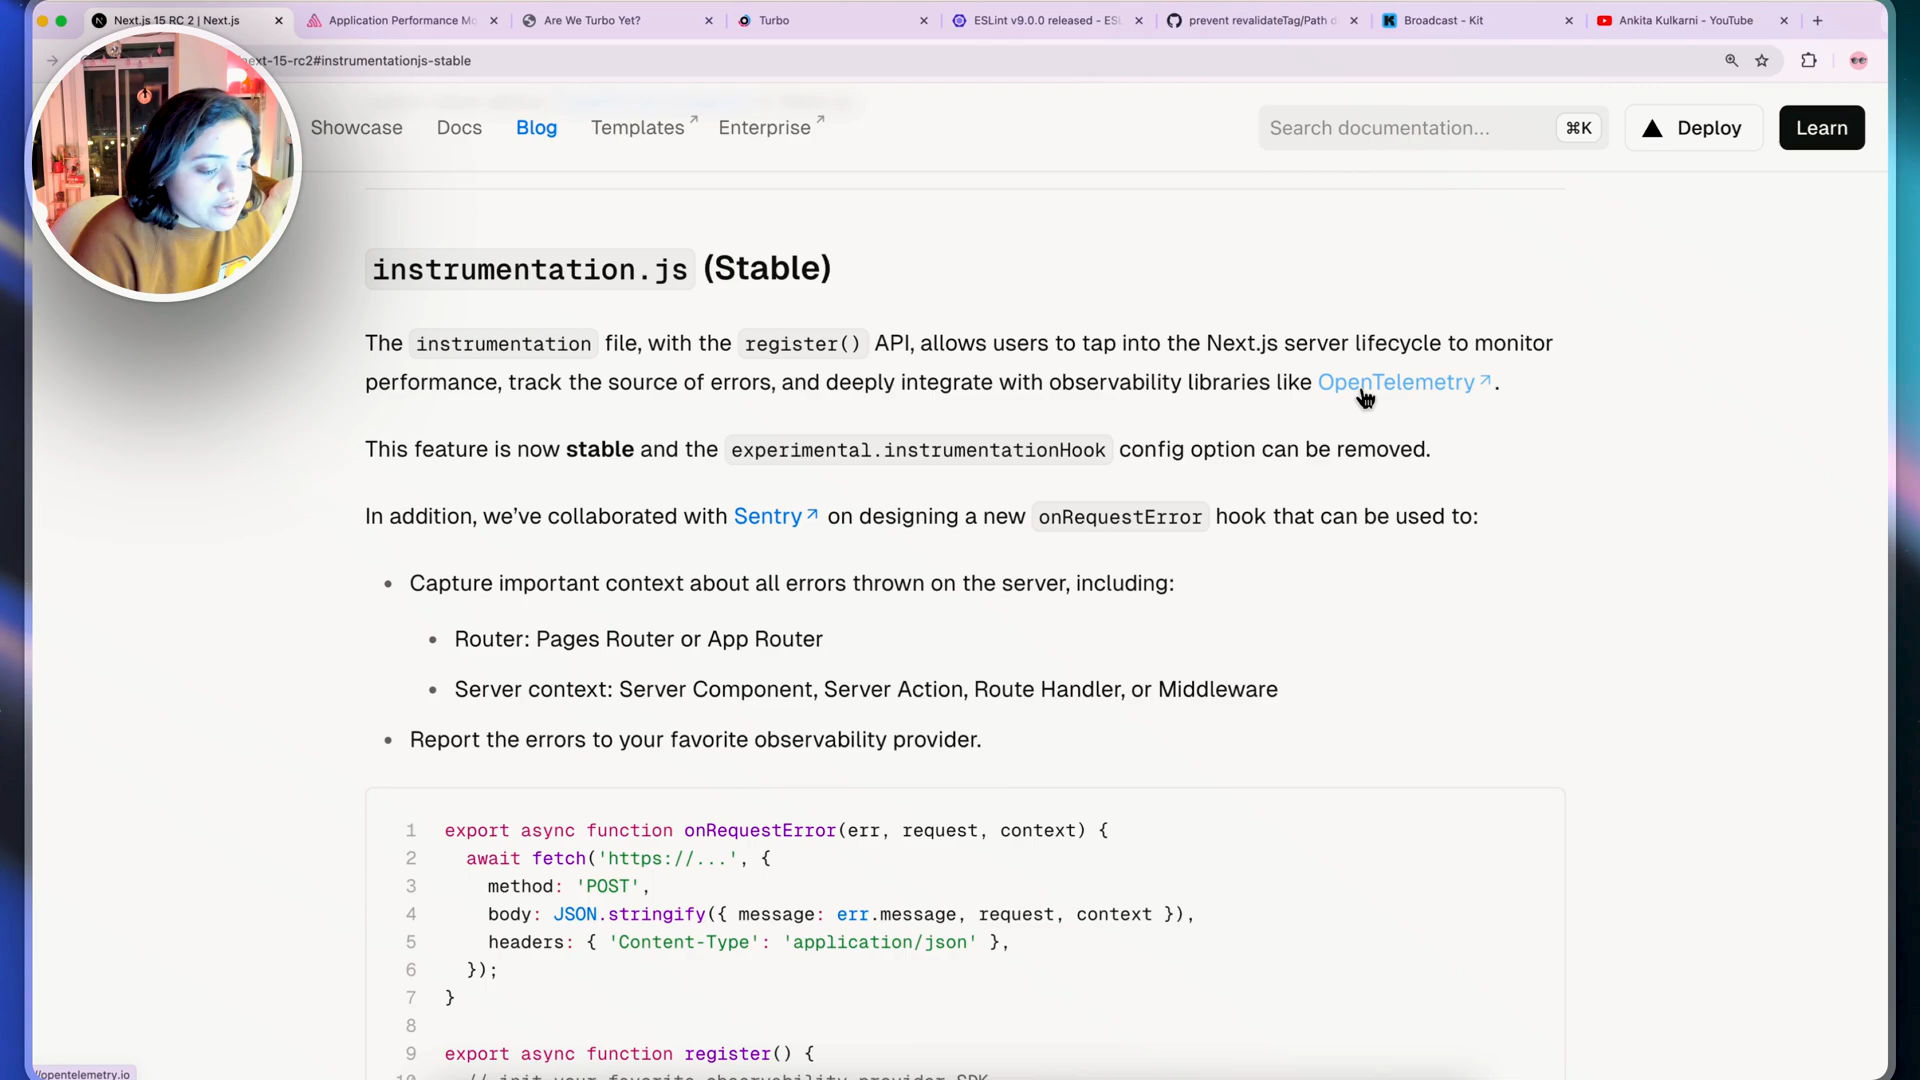 Next.js 15 RC 2 | Next.js
Application Performance Mo
Are We Turbo Yet?
Turbo
ESLint v9.0.0 released - ESL
prevent revalidateTag/Path d
Broadcast - Kit
Ankita Kulkarni - YouTube
ext-15-rc2#instrumentationjs-stable
Showcase
Docs
Blog
Templates
Enterprise
Search documentation...
⌘K
Deploy
Learn
instrumentation.js (Stable)
The instrumentation file, with the register() API, allows users to tap into the Next.js server lifecycle to monitor
performance, track the source of errors, and deeply integrate with observability libraries like OpenTelemetry.
This feature is now stable and the experimental.instrumentationHook config option can be removed.
In addition, we’ve collaborated with Sentry on designing a new onRequestError hook that can be used to:
• Capture important context about all errors thrown on the server, including:
• Router: Pages Router or App Router
• Server context: Server Component, Server Action, Route Handler, or Middleware
• Report the errors to your favorite observability provider.
1 export async function onRequestError(err, request, context) {
2 await fetch('https://...', {
3 method: 'POST',
4 body: JSON.stringify({ message: err.message, request, context }),
5 headers: { 'Content-Type': 'application/json' },
6 });
7 }
8
9 export async function register() {
10 // init your favorite observability provider SDK
//opentelemetry.io